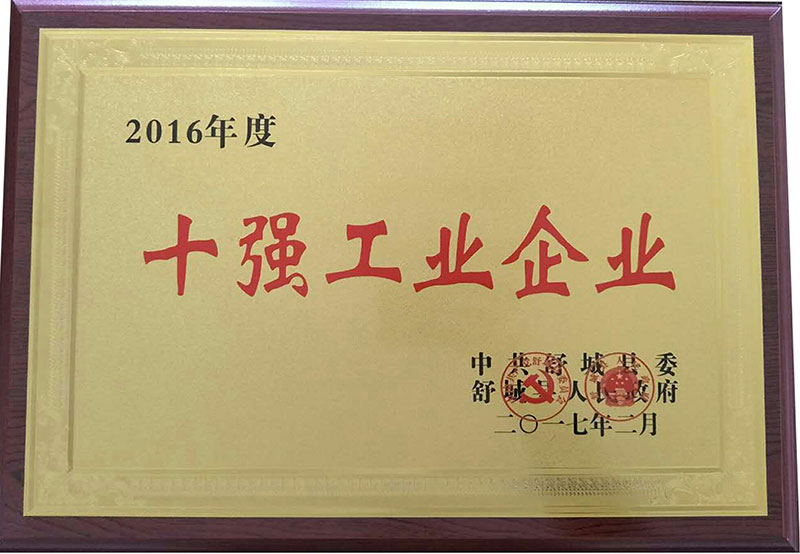 2016年度
十强工业企业
中共舒城县委
舒城县人民政府
二〇一七年二月